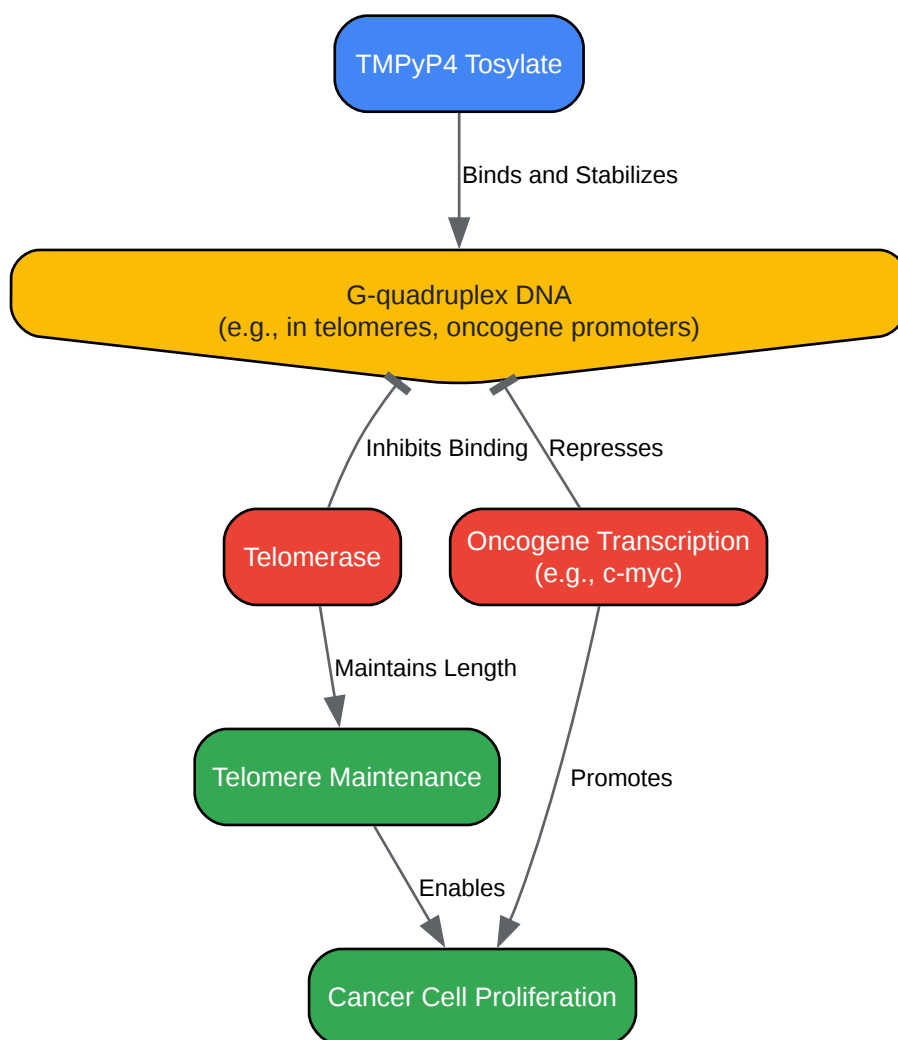 TMPyP4 Tosylate
Binds and Stabilizes
G-quadruplex DNA
(e.g., in telomeres, oncogene promoters)
Inhibits Binding
Represses
Telomerase
Oncogene Transcription
(e.g., c-myc)
Maintains Length
Telomere Maintenance
Promotes
Enables
Cancer Cell Proliferation